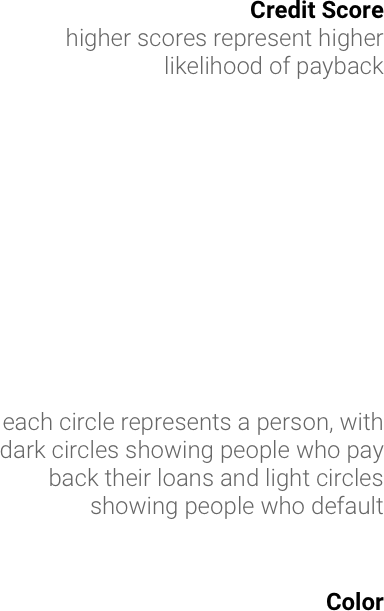 Credit Score
higher scores represent higher
likelihood of payback
each circle represents a person, with
dark circles showing people who pay
back their loans and light circles
showing people who default
Color